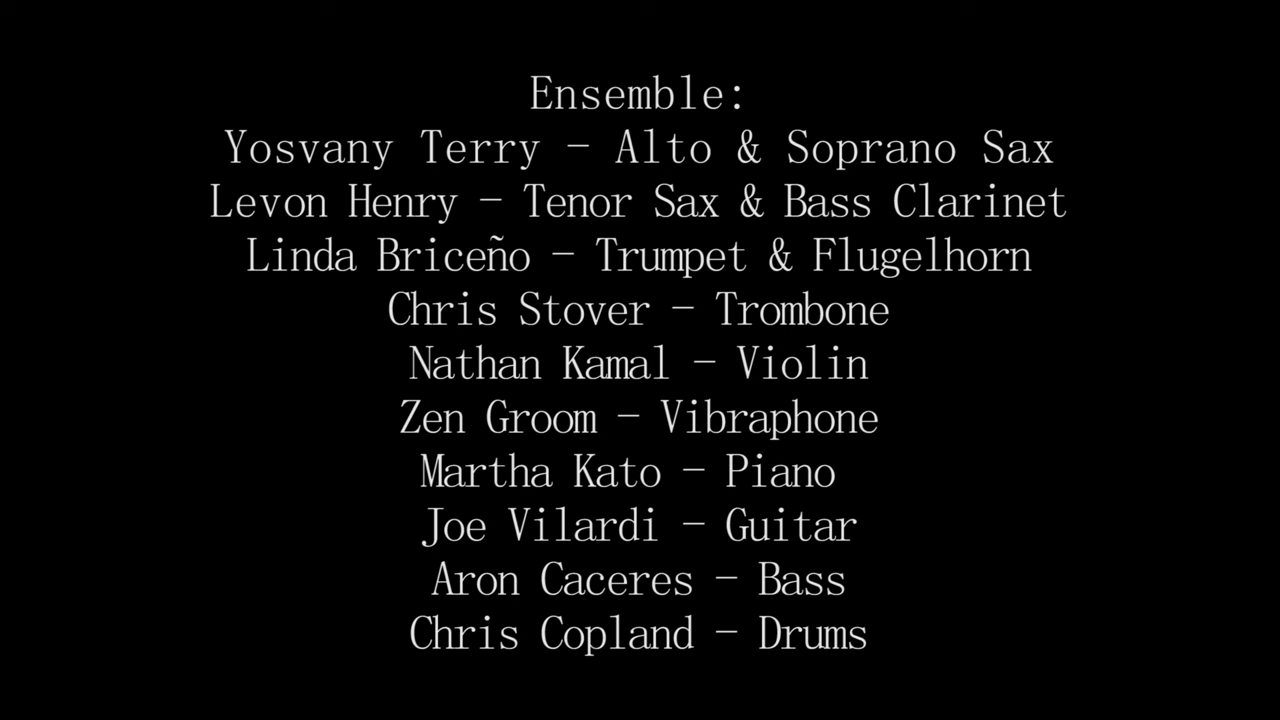 Ensemble:
Yosvany Terry - Alto & Soprano Sax
Levon Henry - Tenor Sax & Bass Clarinet
Linda Briceño - Trumpet & Flugelhorn
Chris Stover - Trombone
Nathan Kamal - Violin
Zen Groom - Vibraphone
Martha Kato - Piano
Joe Vilardi - Guitar
Aron Caceres - Bass
Chris Copland - Drums